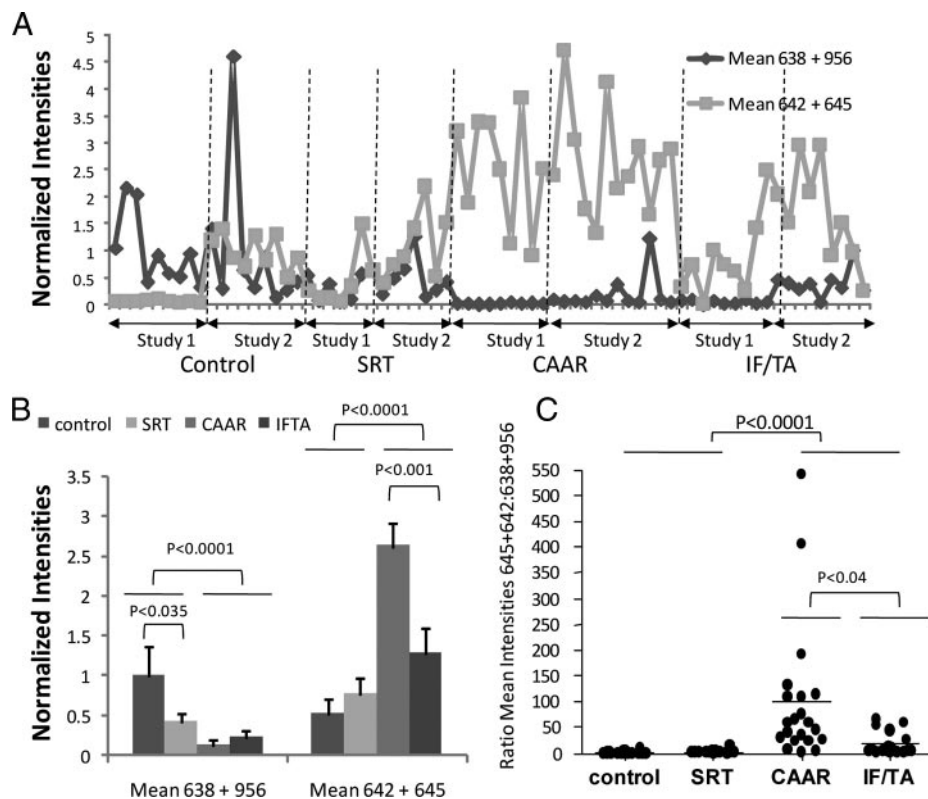 A
Normalized Intensities
5
4.5
4
3.5
3
2.5
2
1.5
1
0.5
0
Mean 638 + 956
Mean 642 + 645
Study 1 Study 2 Study 1 Study 2 Study 1 Study 2 Study 1 Study 2
Control SRT CAAR IF/TA
B
control SRT CAAR IFTA
Normalized Intensities
3.5
3
2.5
2
1.5
1
0.5
0
P<0.0001
P<0.035
P<0.0001
P<0.001
Mean 638 + 956 Mean 642 + 645
C
Ratio Mean Intensities 645+642:638+956
P<0.0001
550
500
450
400
350
300
250
200
150
100
50
0
P<0.04
control SRT CAAR IF/TA